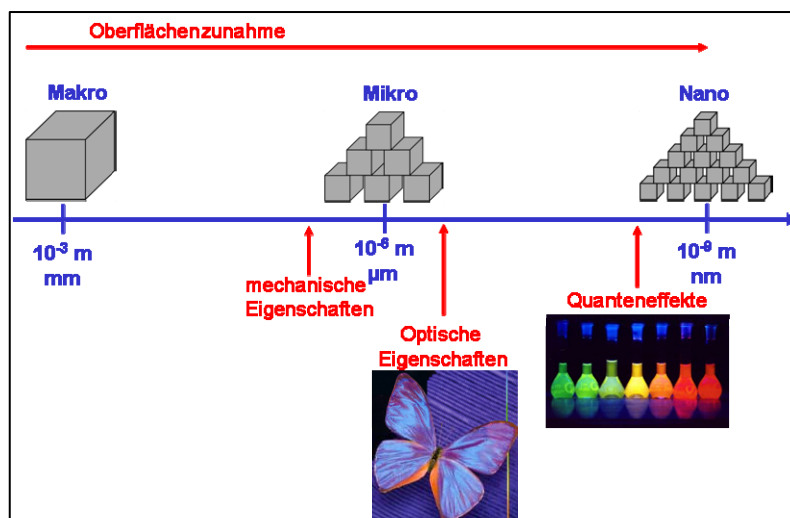 Oberflächenzunahme
Makro
Mikro
Nano
10⁻³ m
mm
10⁻⁶ m
µm
10⁻⁹ m
nm
mechanische
Eigenschaften
Optische
Eigenschaften
Quanteneffekte